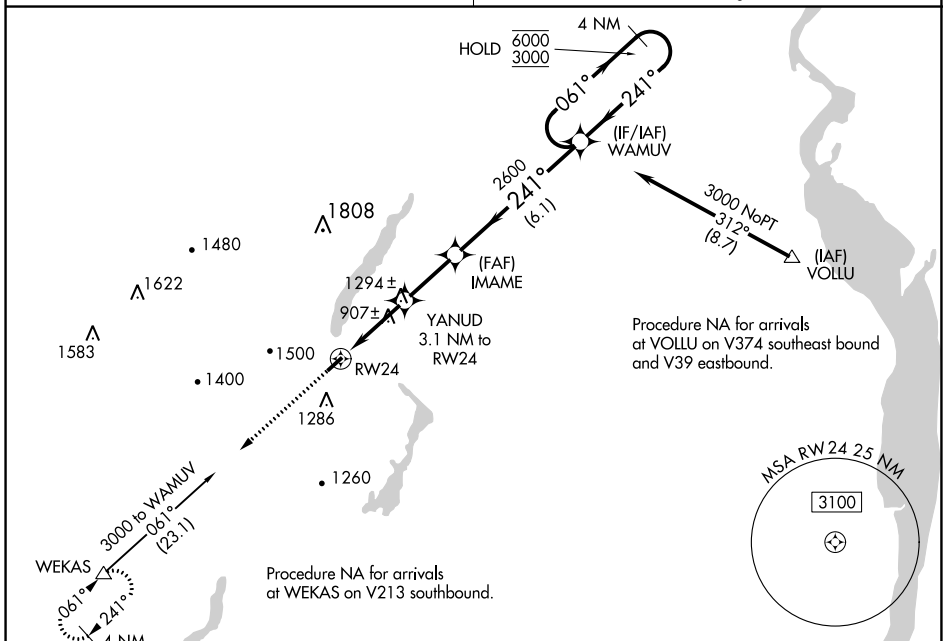 4 NM
HOLD 6000
3000
061°
241°
(IF/IAF)
WAMUV
2600
241°
(6.1)
3000 NoPT
312°
(8.7)
(IAF)
VOLLU
1808
1480
1622
1583
(FAF)
IMAME
1294±
907±
YANUD
3.1 NM to
RW24
1500
RW24
1400
1286
1260
Procedure NA for arrivals
at VOLLU on V374 southeast bound
and V39 eastbound.
MSA RW24 25 NM
3100
3000 to WAMUV
061°
(23.1)
WEKAS
061°
241°
4 NM
Procedure NA for arrivals
at WEKAS on V213 southbound.